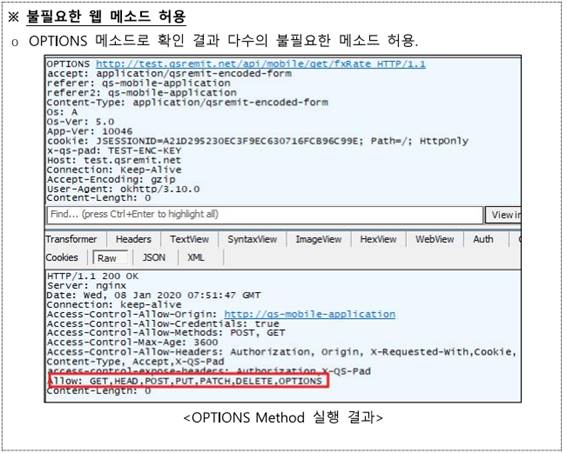 ※ 불필요한 웹 메소드 허용
o OPTIONS 메소드로 확인 결과 다수의 불필요한 메소드 허용.
OPTIONS http://test.qsremit.net/api/mobile/get/fxRate HTTP/1.1
accept: application/qsremit-encoded-form
referer: qs-mobile-application
referer2: qs-mobile-application
Content-Type: application/qsremit-encoded-form
Os: A
Os-Ver: 5.0
App-Ver: 10046
cookie: JSESSIONID=A21D295230EC3F9EC630716FCB96C99E; Path=/; HttpOnly
x-qs-pad: TEST-ENC-KEY
Host: test.qsremit.net
Connection: Keep-Alive
Accept-Encoding: gzip
User-Agent: okhttp/3.10.0
Content-Length: 0
Find... (press Ctrl+Enter to highlight all)
View in
Transformer Headers TextView SyntaxView ImageView HexView WebView Auth
Cookies Raw JSON XML
HTTP/1.1 200 OK
Server: nginx
Date: Wed, 08 Jan 2020 07:51:47 GMT
Connection: keep-alive
Access-Control-Allow-Origin: http://qs-mobile-application
Access-Control-Allow-Credentials: true
Access-Control-Allow-Methods: POST, GET
Access-Control-Max-Age: 3600
Access-Control-Allow-Headers: Authorization, Origin, X-Requested-With,Cookie,
Content-Type, Accept,X-QS-Pad
access-control-expose-headers: Authorization,X-QS-Pad
Allow: GET,HEAD,POST,PUT,PATCH,DELETE,OPTIONS
Content-Length: 0
<OPTIONS Method 실행 결과>